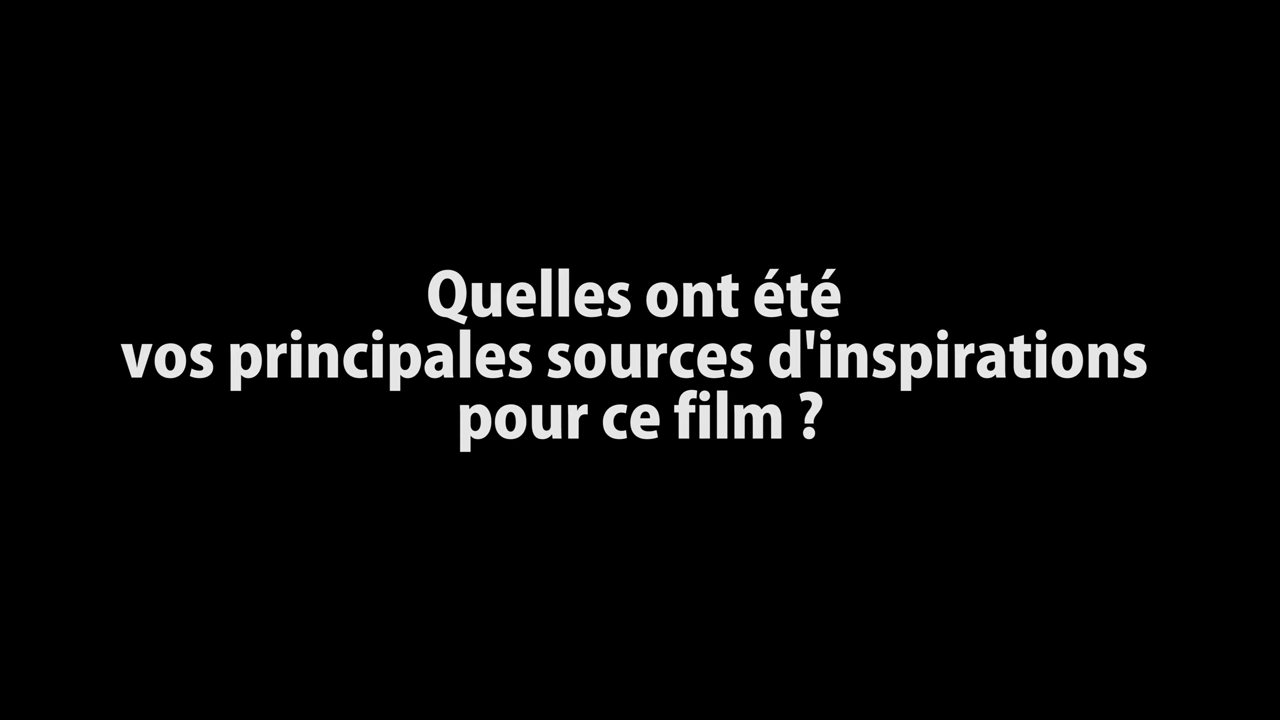 Quelles ont été
vos principales sources d'inspirations
pour ce film ?